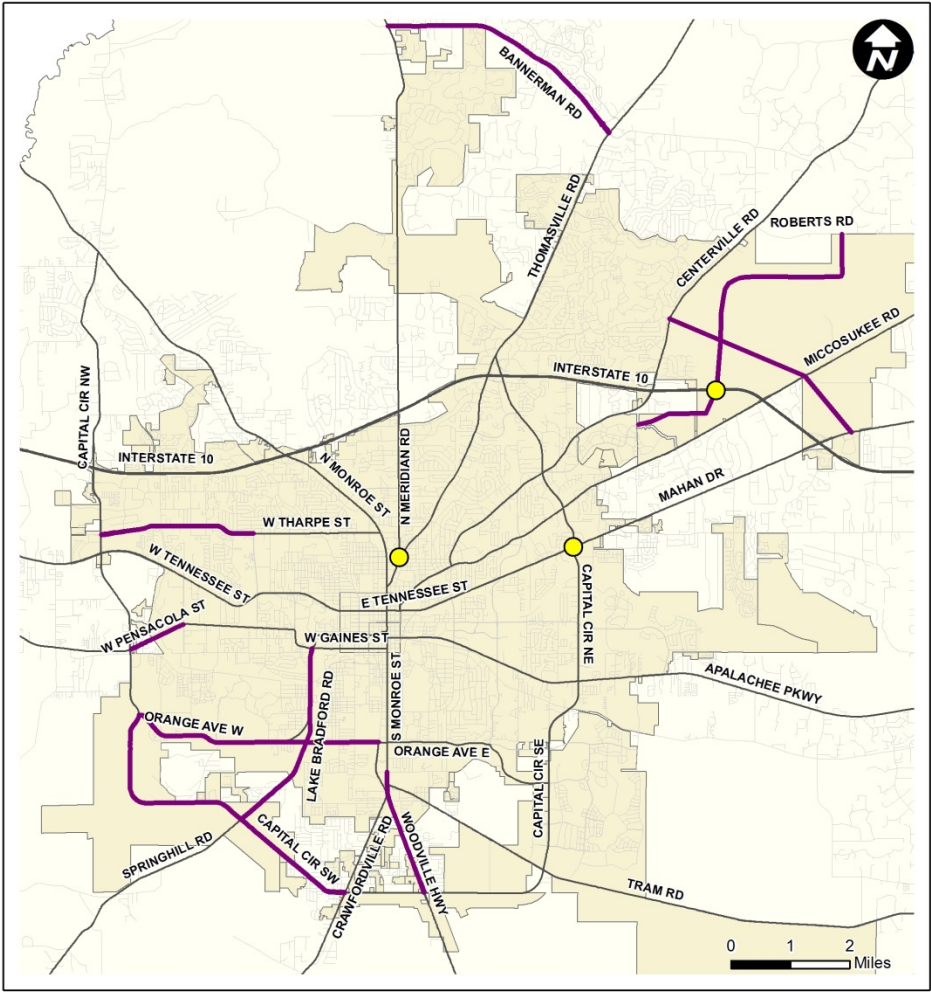 N
BANNERMAN RD
THOMASVILLE RD
CENTERVILLE RD
ROBERTS RD
MICCOSUKEE RD
INTERSTATE 10
CAPITAL CIR NW
INTERSTATE 10
N MONROE ST
N MERIDIAN RD
MAHAN DR
W THARPE ST
W TENNESSEE ST
E TENNESSEE ST
CAPITAL CIR NE
W PENSACOLA ST
W GAINES ST
APALACHEE PKWY
LAKE BRADFORD RD
S MONROE ST
ORANGE AVE W
ORANGE AVE E
CAPITAL CIR SE
SPRINGHILL RD
CAPITAL CIR SW
CRAWFORDVILLE RD
WOODVILLE HWY
TRAM RD
0 1 2
Miles